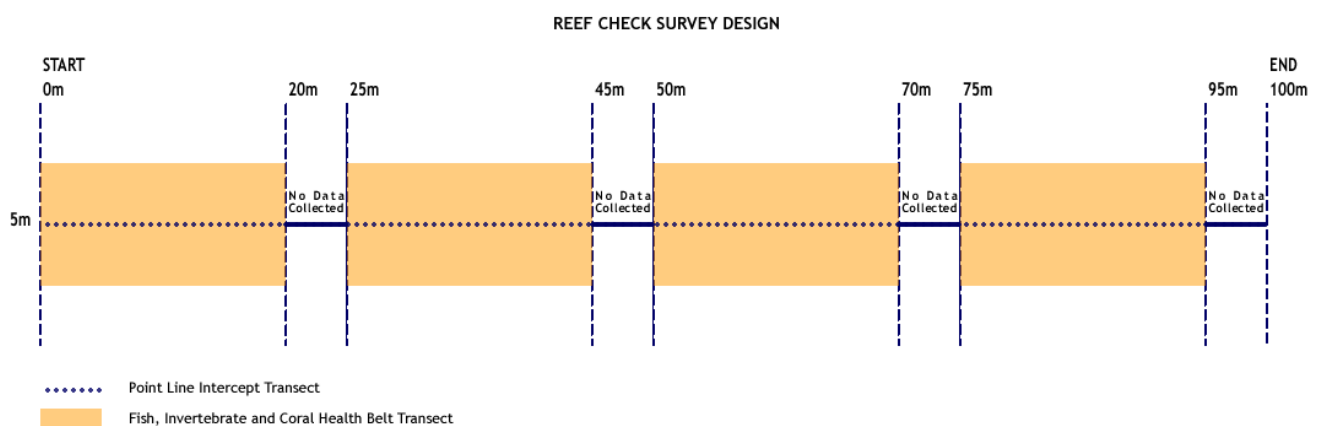 REEF CHECK SURVEY DESIGN
START
END
0m
20m
25m
45m
50m
70m
75m
95m
100m
No Data
Collected
No Data
Collected
No Data
Collected
No Data
Collected
5m
Point Line Intercept Transect
Fish, Invertebrate and Coral Health Belt Transect